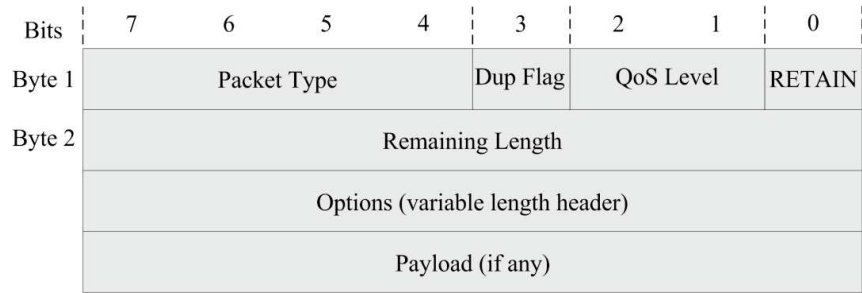 Bits 7 6 5 4 3 2 1 0
Byte 1 Packet Type Dup Flag QoS Level RETAIN
Byte 2 Remaining Length
Options (variable length header)
Payload (if any)